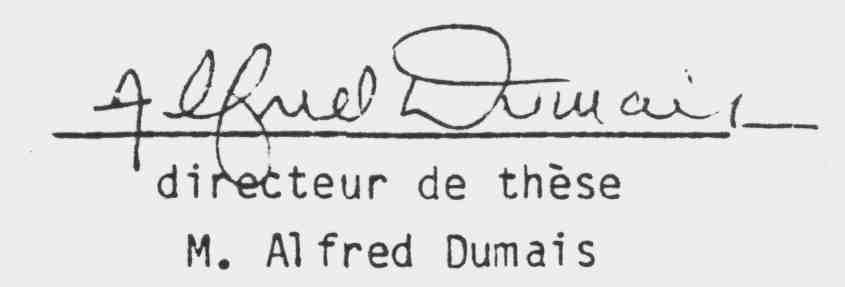 Alfred Dumais
directeur de thèse
M. Alfred Dumais